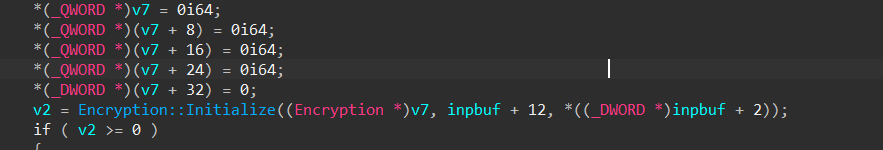 *(_QWORD *)v7 = 0i64;
*(_QWORD *)(v7 + 8) = 0i64;
*(_QWORD *)(v7 + 16) = 0i64;
*(_QWORD *)(v7 + 24) = 0i64;
*(_DWORD *)(v7 + 32) = 0;
v2 = Encryption::Initialize((Encryption *)v7, inpbuf + 12, *((_DWORD *)inpbuf + 2));
if ( v2 >= 0 )
{